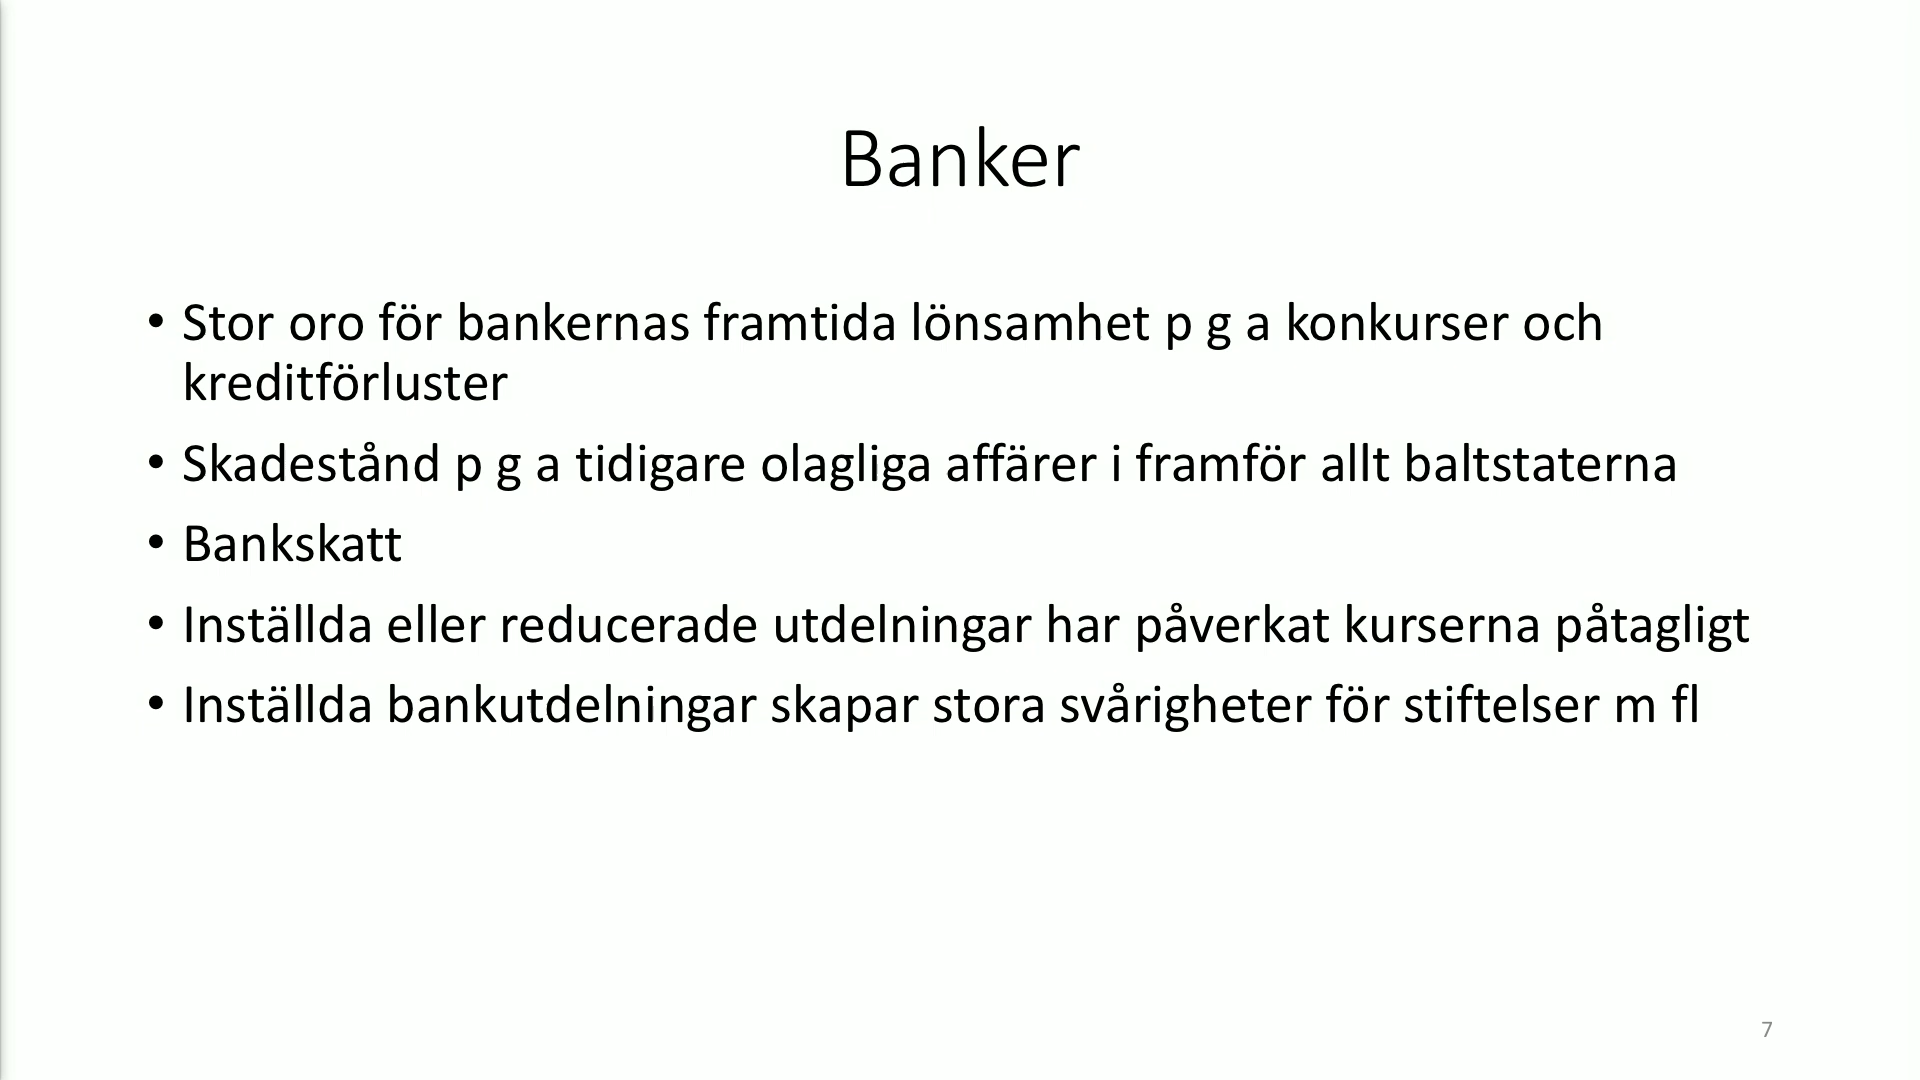 Banker
• Stor oro för bankernas framtida lönsamhet p g a konkurser och
kreditförluster
• Skadestånd p g a tidigare olagliga affärer i framför allt baltstaterna
• Bankskatt
• Inställda eller reducerade utdelningar har påverkat kurserna påtagligt
• Inställda bankutdelningar skapar stora svårigheter för stiftelser m fl
7